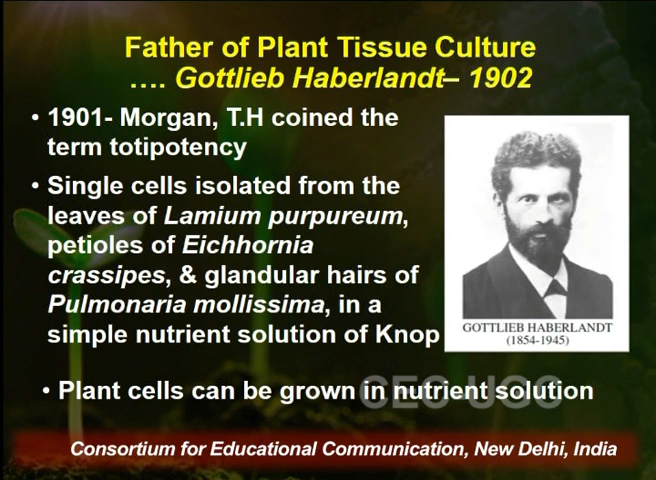 Father of Plant Tissue Culture
…. Gottlieb Haberlandt– 1902
• 1901- Morgan, T.H coined the
term totipotency
• Single cells isolated from the
leaves of Lamium purpureum,
petioles of Eichhornia
crassipes, & glandular hairs of
Pulmonaria mollissima, in a
simple nutrient solution of Knop
GOTTLIEB HABERLANDT
(1854-1945)
• Plant cells can be grown in nutrient solution
CEC UGC
Consortium for Educational Communication, New Delhi, India